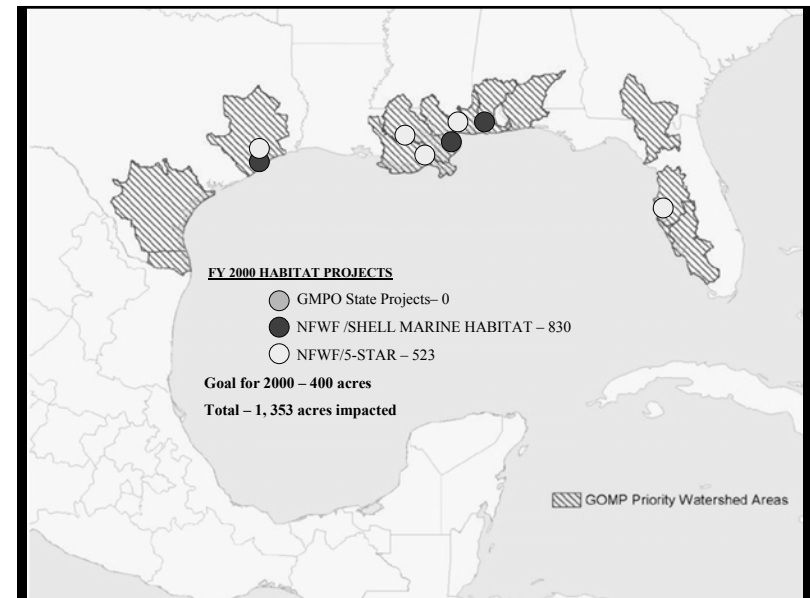 FY 2000 HABITAT PROJECTS
GMPO State Projects– 0
NFWF /SHELL MARINE HABITAT – 830
NFWF/5-STAR – 523
Goal for 2000 – 400 acres
Total – 1, 353 acres impacted
GOMP Priority Watershed Areas